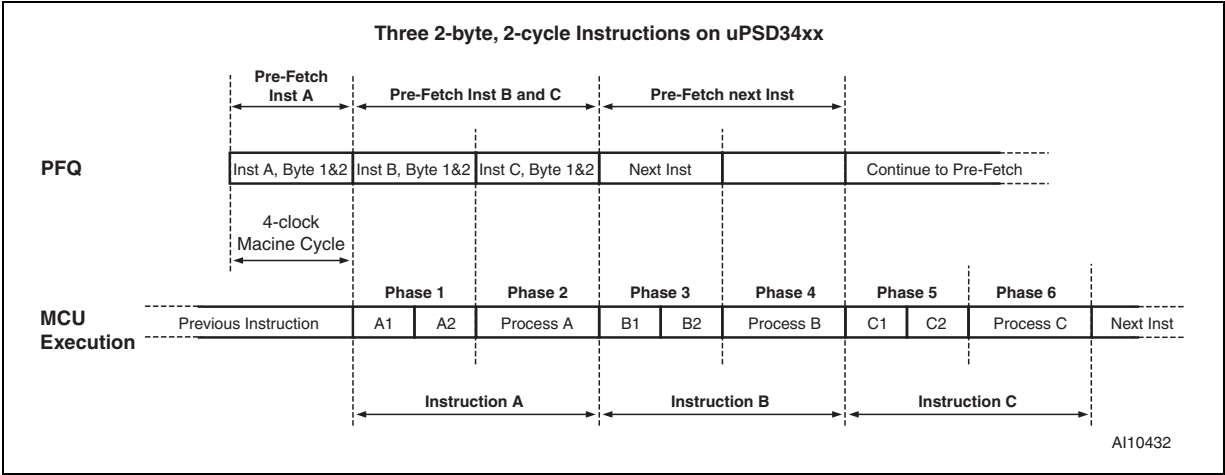 Three 2-byte, 2-cycle Instructions on uPSD34xx
Pre-Fetch
Inst A
Pre-Fetch Inst B and C
Pre-Fetch next Inst
PFQ
Inst A, Byte 1&2
Inst B, Byte 1&2
Inst C, Byte 1&2
Next Inst
Continue to Pre-Fetch
4-clock
Macine Cycle
Phase 1
Phase 2
Phase 3
Phase 4
Phase 5
Phase 6
MCU
Execution
Previous Instruction
A1
A2
Process A
B1
B2
Process B
C1
C2
Process C
Next Inst
Instruction A
Instruction B
Instruction C
AI10432